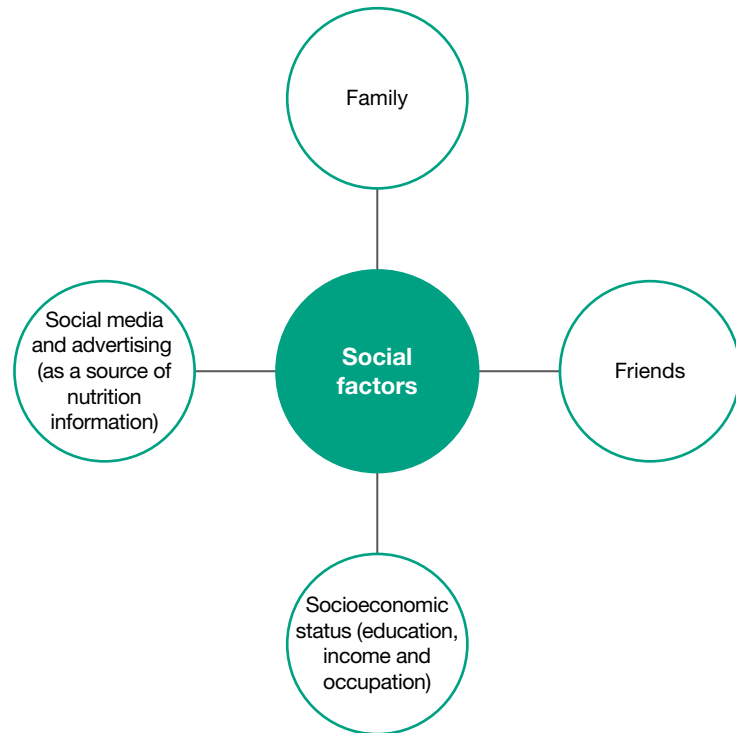 Family
Social media
and advertising
(as a source of
nutrition
information)
Social
factors
Friends
Socioeconomic
status (education,
income and
occupation)